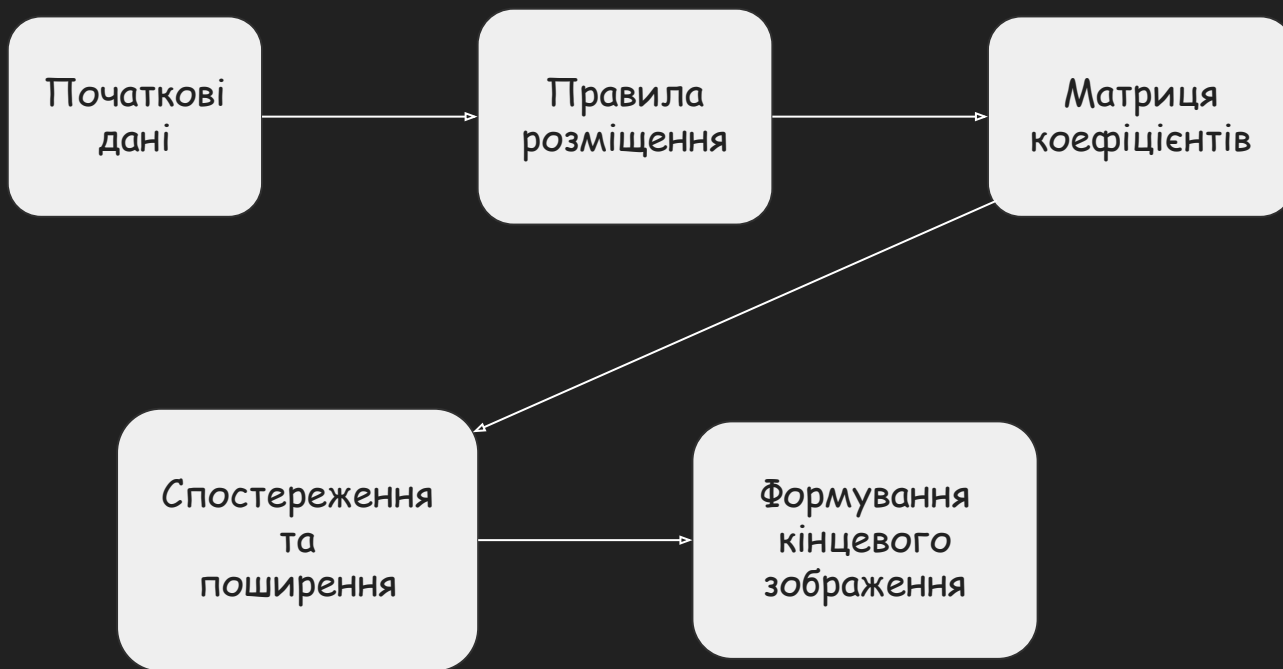 Початкові
дані
Правила
розміщення
Матриця
коефіцієнтів
Спостереження
та
поширення
Формування
кінцевого
зображення